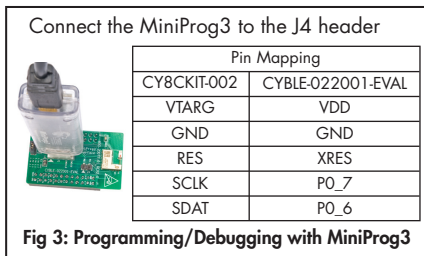 Connect the MiniProg3 to the J4 header
Pin Mapping
CY8CKIT-002 CYBLE-022001-EVAL
VTARG VDD
GND GND
RES XRES
SCLK P0_7
SDAT P0_6
Fig 3: Programming/Debugging with MiniProg3